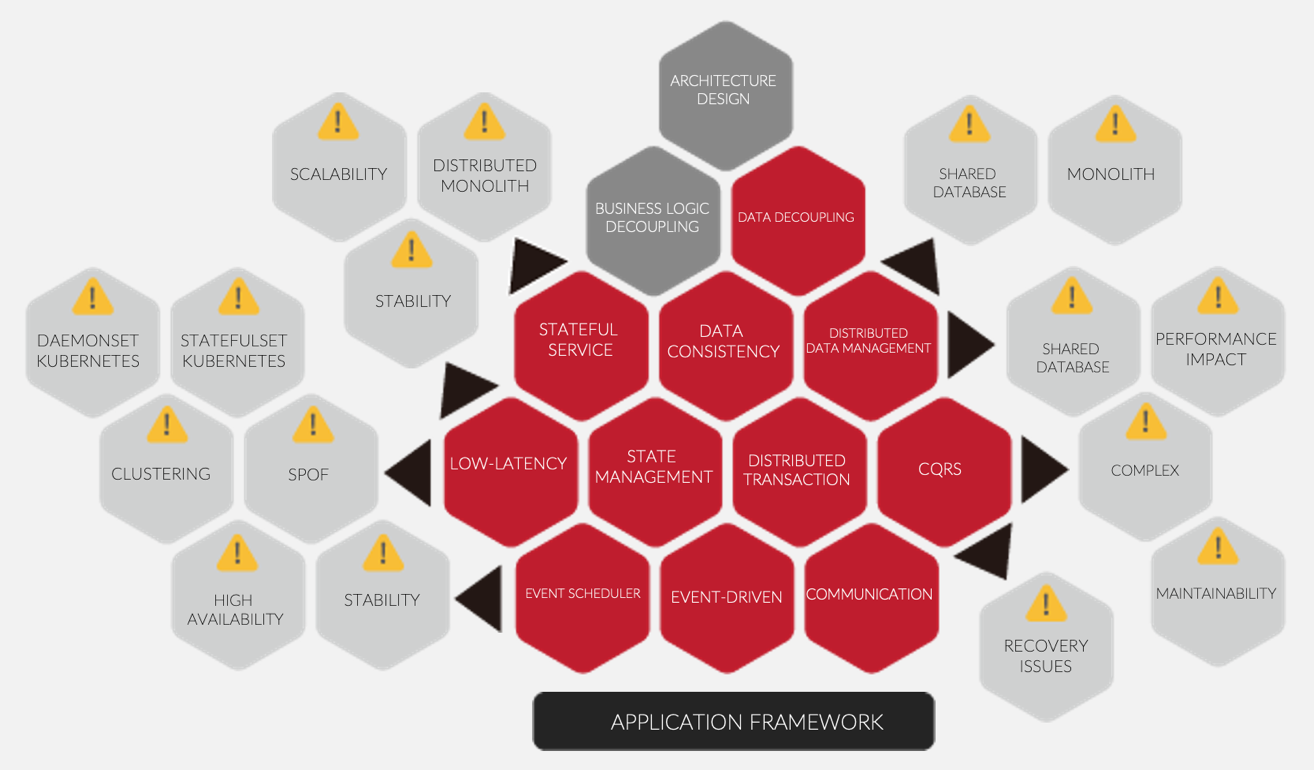 ARCHITECTURE
DESIGN
SCALABILITY
DISTRIBUTED
MONOLITH
SHARED
DATABASE
MONOLITH
BUSINESS LOGIC
DECOUPLING
DATA DECOUPLING
STABILITY
DAEMONSET
KUBERNETES
STATEFULSET
KUBERNETES
STATEFUL
SERVICE
DATA
CONSISTENCY
DISTRIBUTED
DATA MANAGEMENT
SHARED
DATABASE
PERFORMANCE
IMPACT
CLUSTERING
SPOF
LOW-LATENCY
STATE
MANAGEMENT
DISTRIBUTED
TRANSACTION
CQRS
COMPLEX
HIGH
AVAILABILITY
STABILITY
EVENT SCHEDULER
EVENT-DRIVEN
COMMUNICATION
MAINTAINABILITY
RECOVERY
ISSUES
APPLICATION FRAMEWORK